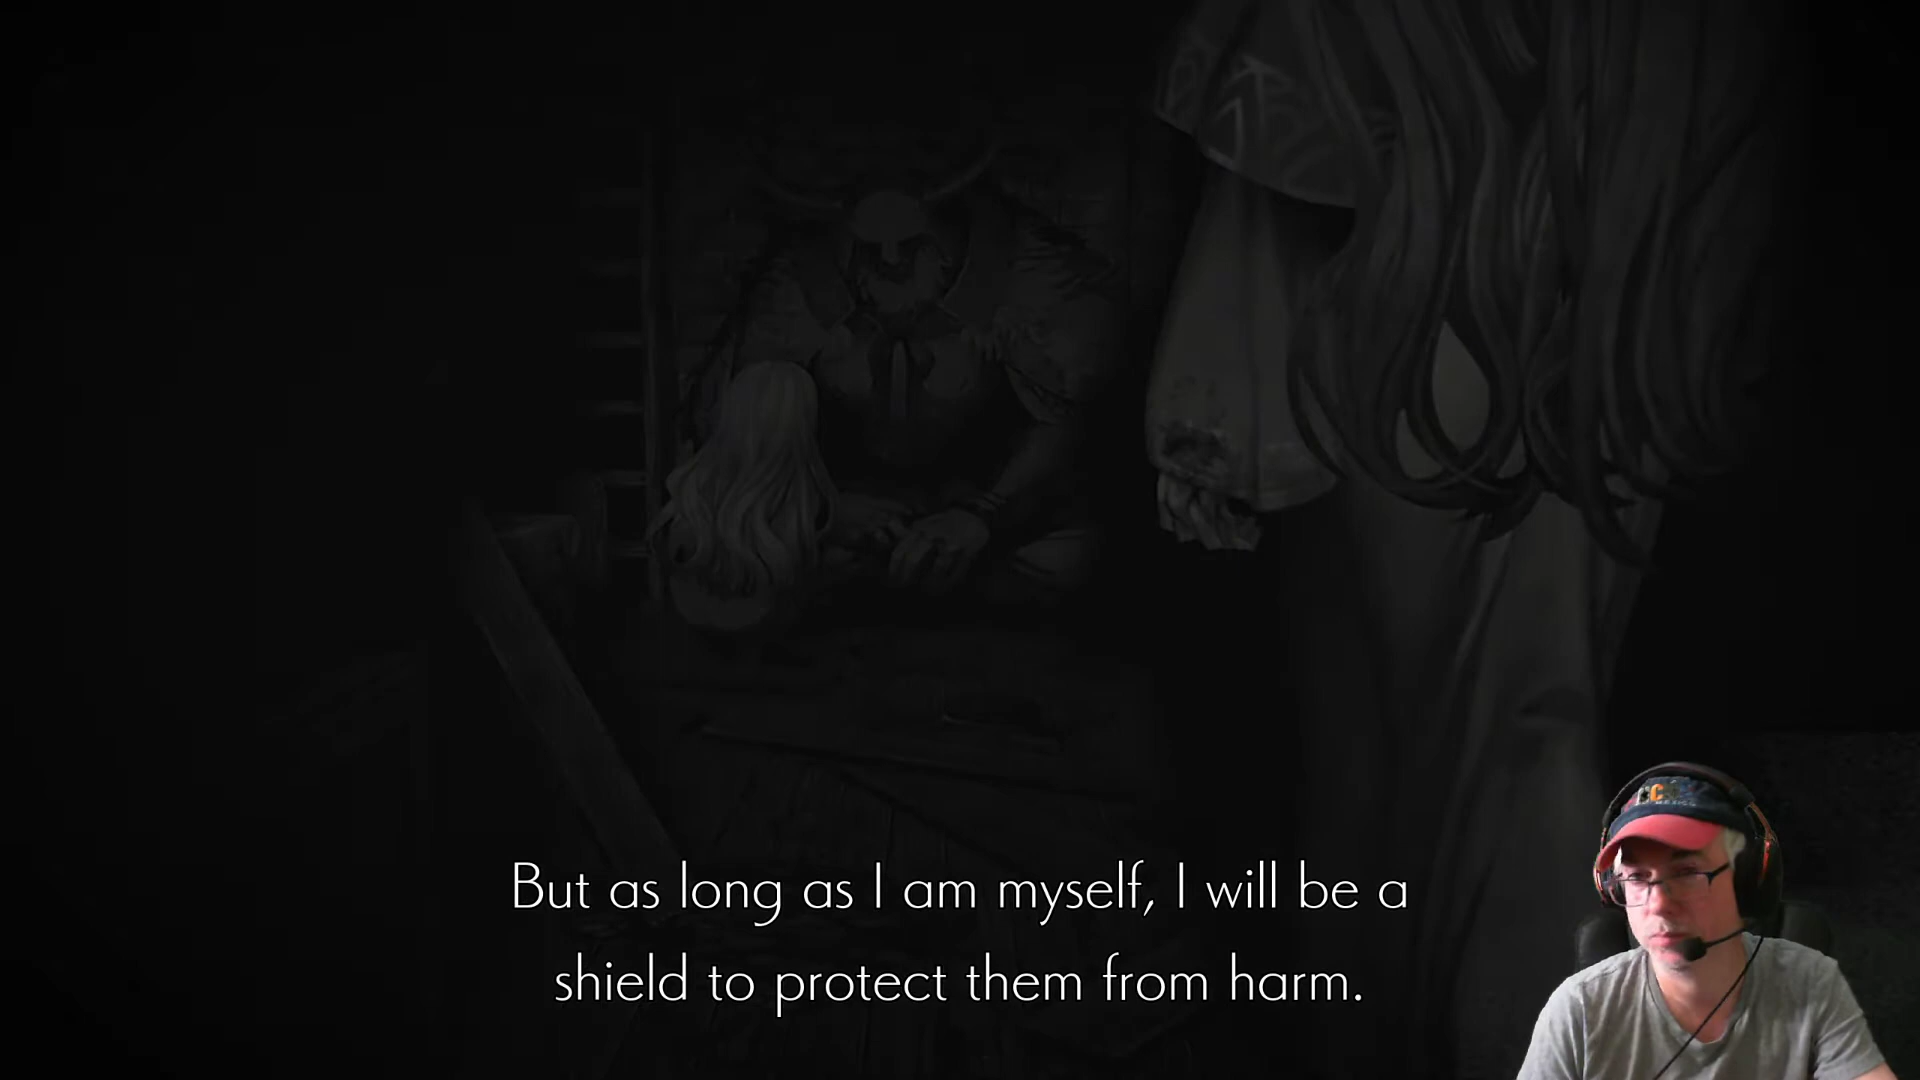 But as long as I am myself, I will be a
shield to protect them from harm.